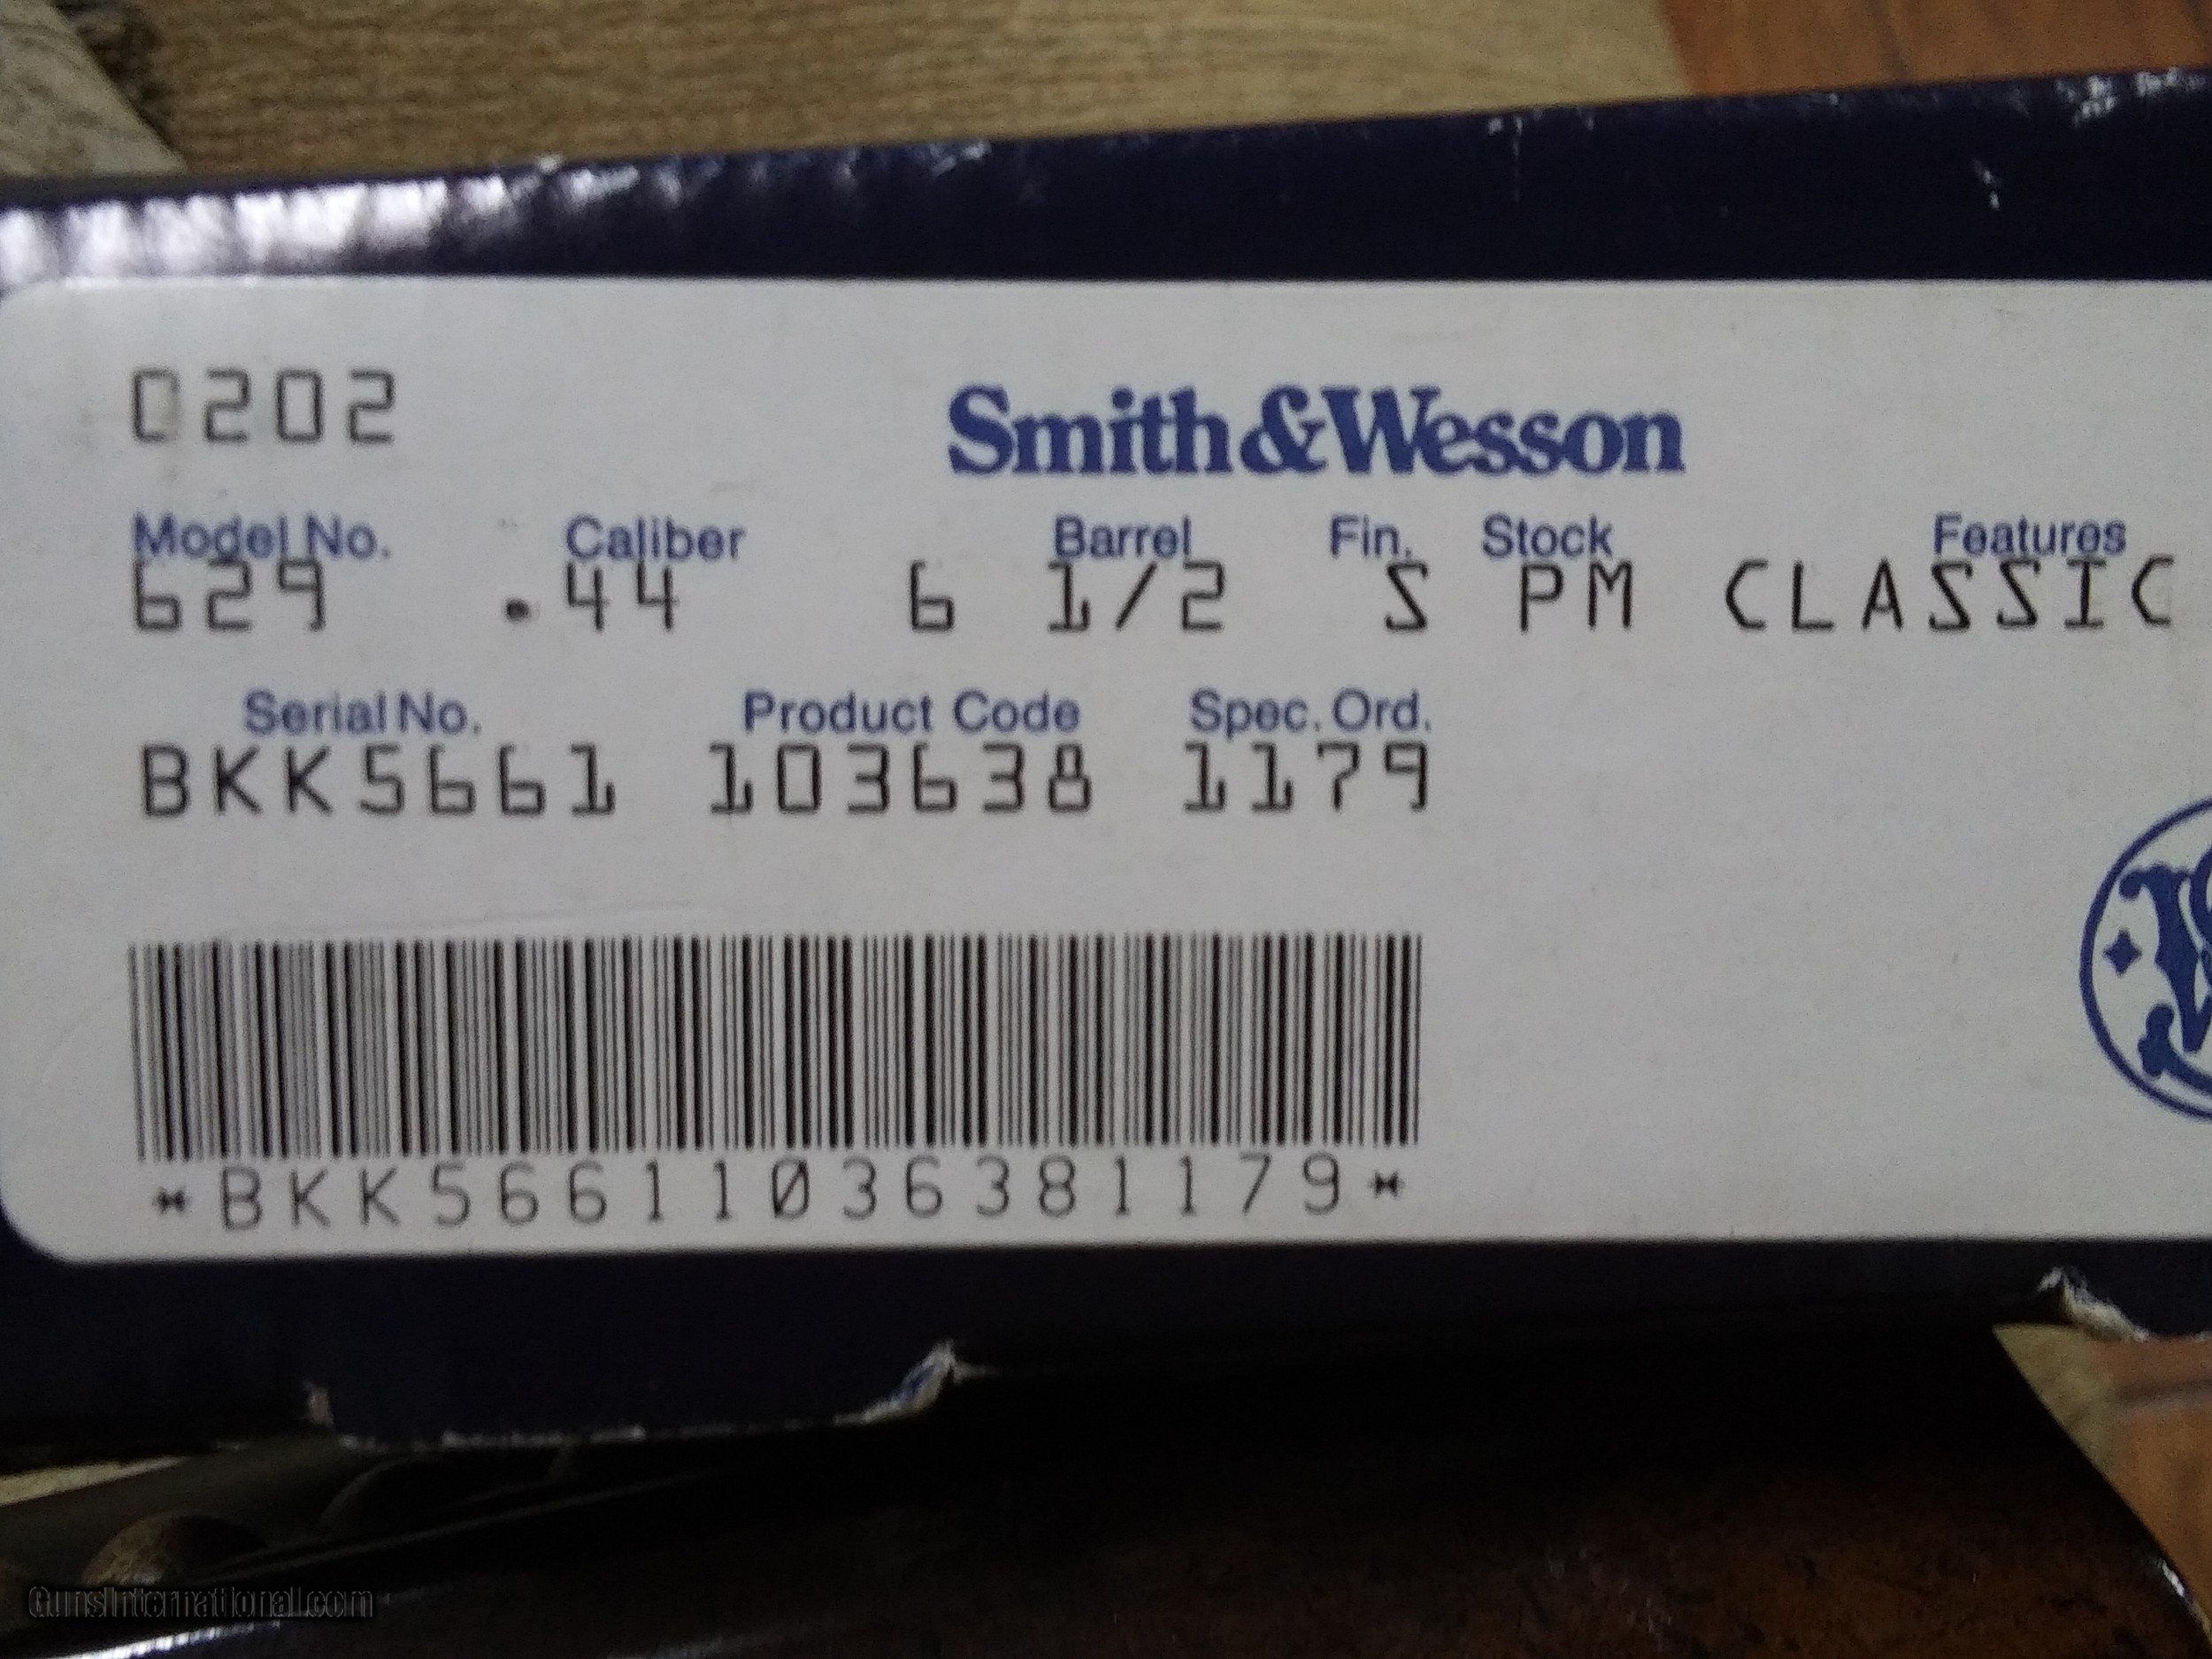 0202
Smith&Wesson
Model No. Caliber Barrel Fin. Stock Features
629 .44 6 1/2 S PM CLASSIC
Serial No. Product Code Spec. Ord.
BKK5661 103638 1179
*BKK56611036381179*
GunsInternational.com